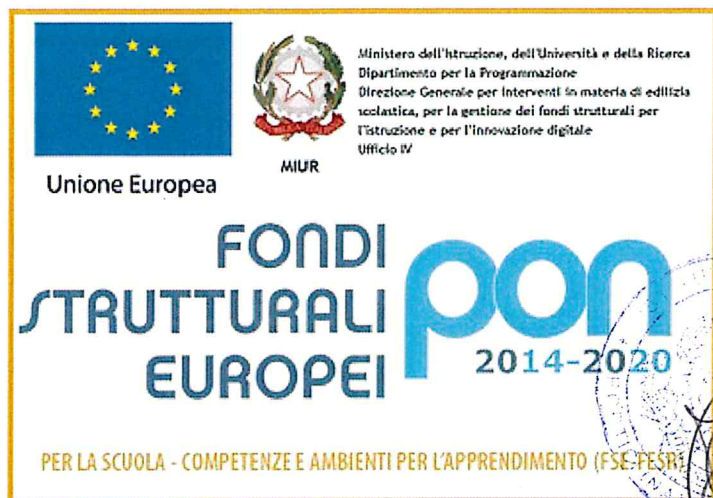 Ministero dell'Istruzione, dell'Università e della Ricerca
Dipartimento per la Programmazione
Direzione Generale per interventi in materia di edilizia
scolastica, per la gestione dei fondi strutturali per
l'istruzione e per l'innovazione digitale
Ufficio IV
MIUR
Unione Europea
FONDI
STRUTTURALI
EUROPEI
pon
2014-2020
PER LA SCUOLA - COMPETENZE E AMBIENTI PER L'APPRENDIMENTO (FSE-FESR)